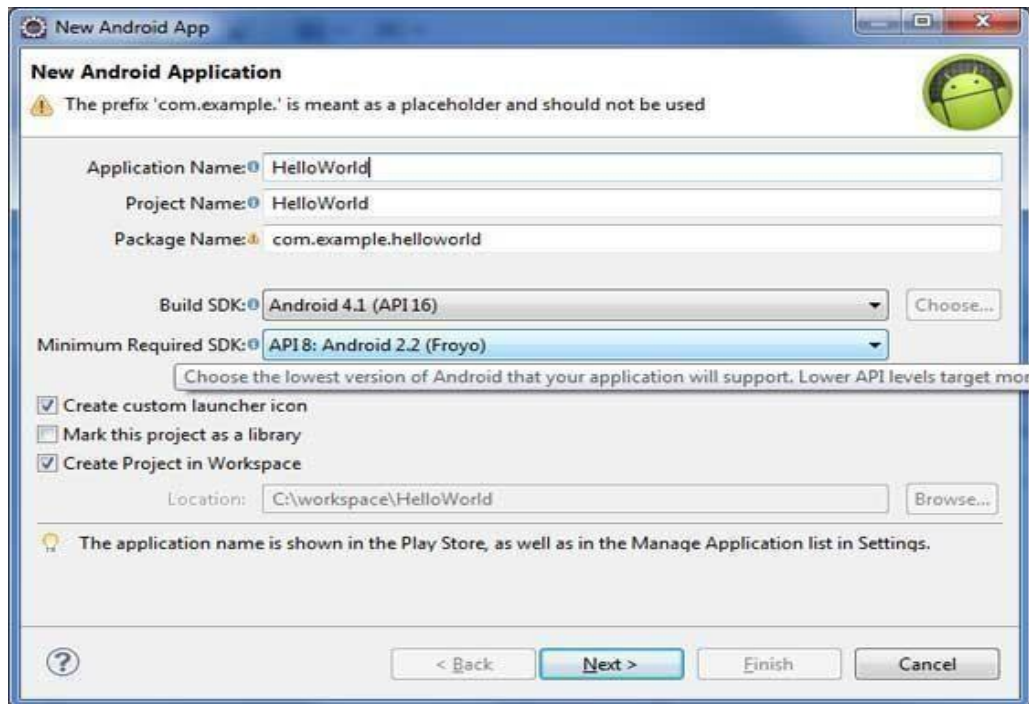 New Android App
New Android Application
The prefix 'com.example.' is meant as a placeholder and should not be used
Application Name: HelloWorld
Project Name: HelloWorld
Package Name: com.example.helloworld
Build SDK: Android 4.1 (API 16) Choose...
Minimum Required SDK: API 8: Android 2.2 (Froyo)
Choose the lowest version of Android that your application will support. Lower API levels target
Create custom launcher icon
Mark this project as a library
Create Project in Workspace
Location: C:\workspace\HelloWorld Browse...
The application name is shown in the Play Store, as well as in the Manage Application list in Settings.
? < Back Next > Finish Cancel